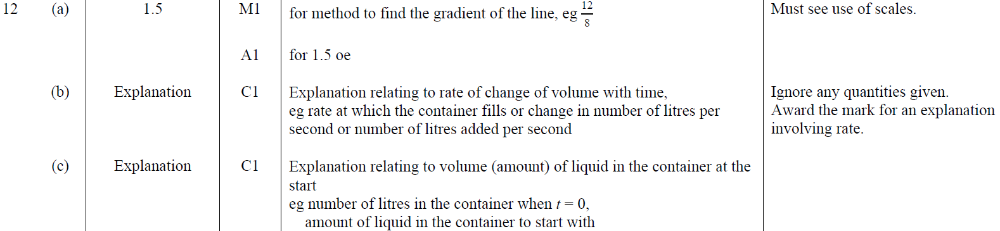 12 (a) 1.5 M1 for method to find the gradient of the line, eg 12/8 Must see use of scales.
A1 for 1.5 oe
(b) Explanation C1 Explanation relating to rate of change of volume with time, Ignore any quantities given.
eg rate at which the container fills or change in number of litres per Award the mark for an explanation
second or number of litres added per second involving rate.
(c) Explanation C1 Explanation relating to volume (amount) of liquid in the container at the
start
eg number of litres in the container when t = 0,
amount of liquid in the container to start with